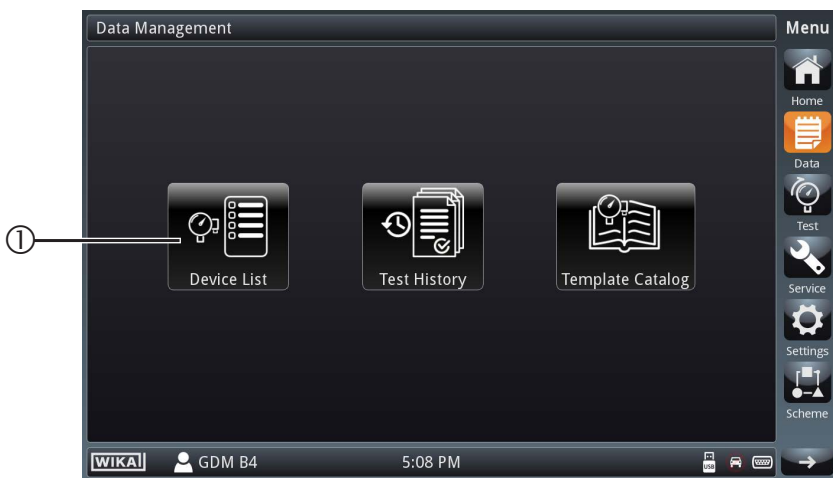 Data Management
Menu
Home
Data
Test
Service
Settings
Scheme
①
Device List
Test History
Template Catalog
WIKAI
GDM B4
5:08 PM
USB